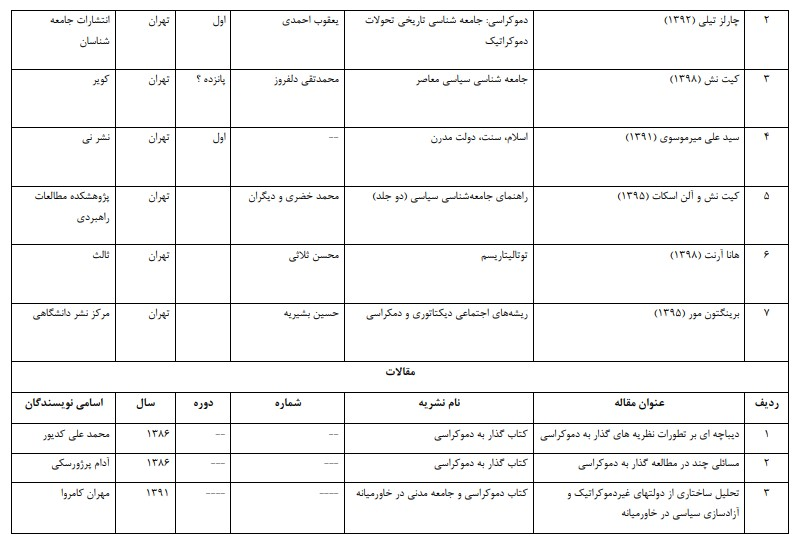 ۲ چارلز تیلی (۱۳۹۲) دموکراسی: جامعه شناسی تاریخی تحولات یعقوب احمدی اول تهران انتشارات جامعه
دموکراتیک شناسان
۳ کیت نش (۱۳۹۸) جامعه شناسی سیاسی معاصر محمدتقی دلفروز پانزده ؟ تهران کویر
۴ سید علی میرموسوی (۱۳۹۱) اسلام، سنت، دولت مدرن -- اول تهران نشر نی
۵ کیت نش و آلن اسکات (۱۳۹۵) راهنمای جامعه‌شناسی سیاسی (دو جلد) محمد خضری و دیگران تهران پژوهشکده مطالعات
راهبردی
۶ هانا آرنت (۱۳۹۸) توتالیتاریسم محسن ثلاثی تهران ثالث
۷ برینگتون مور (۱۳۹۵) ریشه‌های اجتماعی دیکتاتوری و دمکراسی حسین بشیریه تهران مرکز نشر دانشگاهی
مقالات
ردیف عنوان مقاله نام نشریه شماره دوره سال اسامی نویسندگان
۱ دیباچه ای بر تطورات نظریه های گذار به دموکراسی کتاب گذار به دموکراسی -- -- ۱۳۸۶ محمد علی کدیور
۲ مسائلی چند در مطالعه گذار به دموکراسی کتاب گذار به دموکراسی --- --- ۱۳۸۶ آدام پرژورسکی
۳ تحلیل ساختاری از دولتهای غیردموکراتیک و کتاب دموکراسی و جامعه مدنی در خاورمیانه ---- ---- ۱۳۹۱ مهران کامروا
آزادسازی سیاسی در خاورمیانه